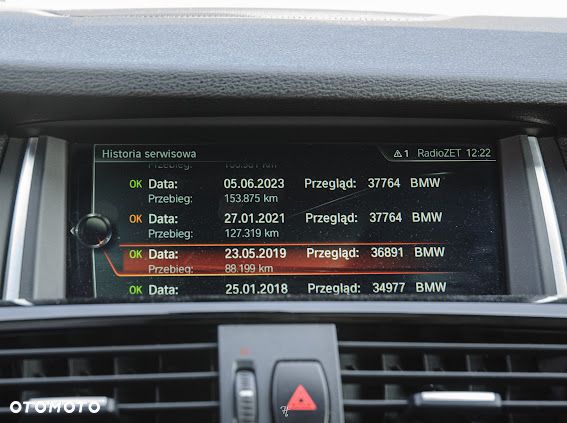 Historia serwisowa
1 RadioZET 12:22
OK Data: 05.06.2023 Przegląd: 37764 BMW
Przebieg: 153.875 km
OK Data: 27.01.2021 Przegląd: 37764 BMW
Przebieg: 127.319 km
OK Data: 23.05.2019 Przegląd: 36891 BMW
Przebieg: 88.199 km
OK Data: 25.01.2018 Przegląd: 34977 BMW
OTOMOTO